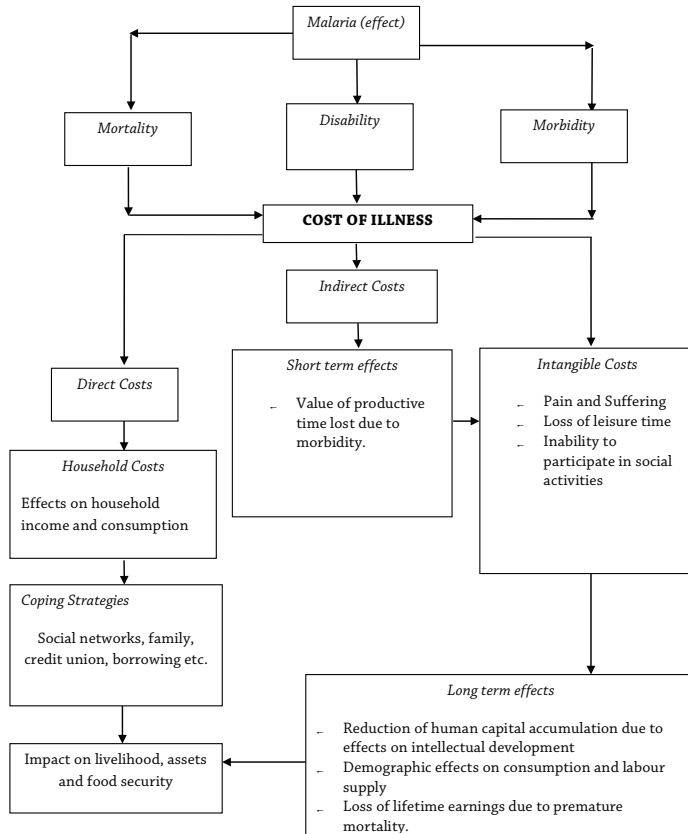 Malaria (effect)
Mortality
Disability
Morbidity
COST OF ILLNESS
Indirect Costs
Direct Costs
Short term effects
← Value of productive
time lost due to
morbidity.
Intangible Costs
← Pain and Suffering
← Loss of leisure time
← Inability to
participate in social
activities
Household Costs
Effects on household
income and consumption
Coping Strategies
Social networks, family,
credit union, borrowing etc.
Impact on livelihood, assets
and food security
Long term effects
← Reduction of human capital accumulation due to
effects on intellectual development
← Demographic effects on consumption and labour
supply
← Loss of lifetime earnings due to premature
mortality.